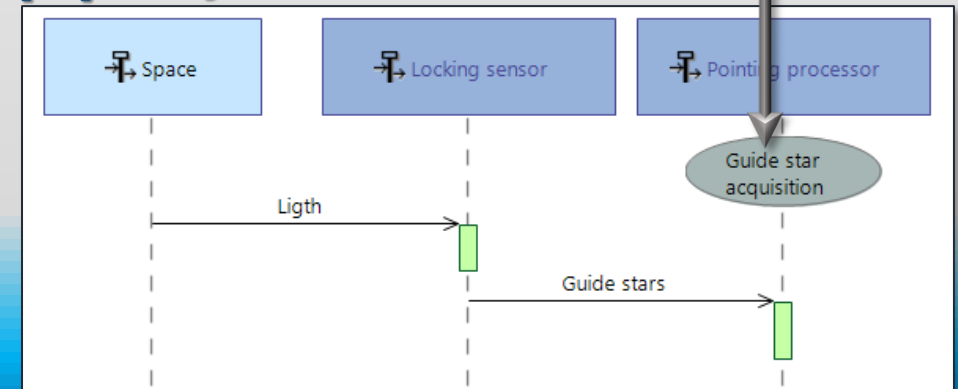 Space
Locking sensor
Pointing processor
Guide star
acquisition
Ligth
Guide stars